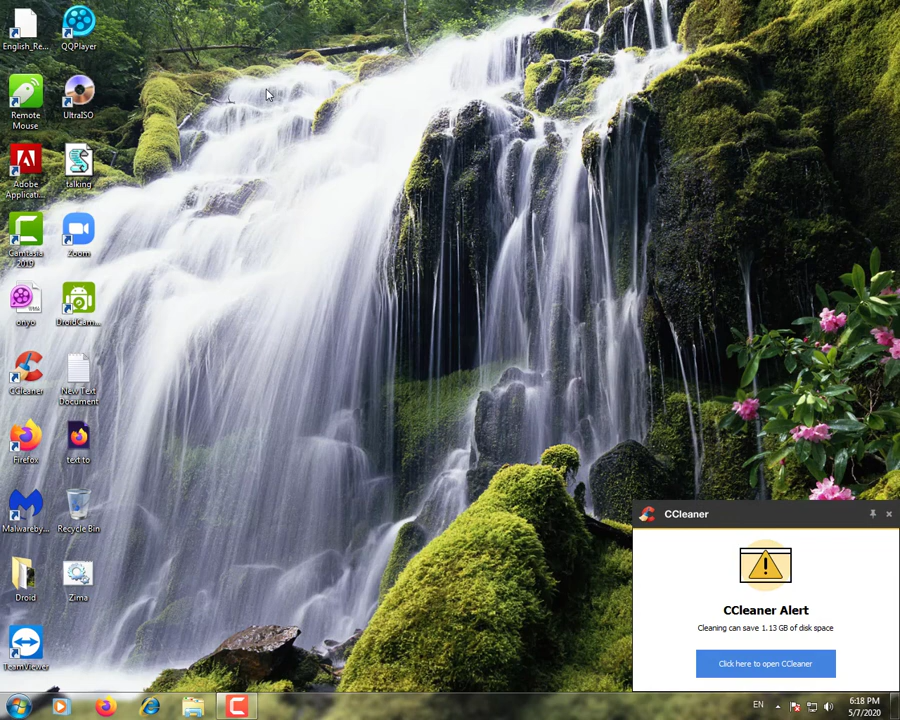 English_Re...
QQPlayer
Remote
Mouse
UltraISO
Adobe
Applicati...
talking
Camtasia
2019
Zoom
onyo
DroidCam...
CCleaner
New Text
Document
Firefox
text to
Malwareby...
Recycle Bin
Droid
Zima
TeamViewer
CCleaner
CCleaner Alert
Cleaning can save 1.13 GB of disk space
Click here to open CCleaner
EN
6:18 PM
5/7/2020